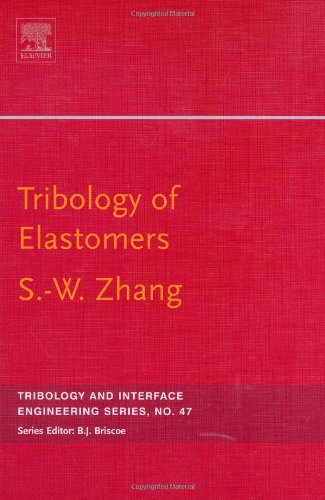 ELSEVIER
Tribology of
Elastomers
S.-W. Zhang
TRIBOLOGY AND INTERFACE
ENGINEERING SERIES, NO. 47
Series Editor: B.J. Briscoe